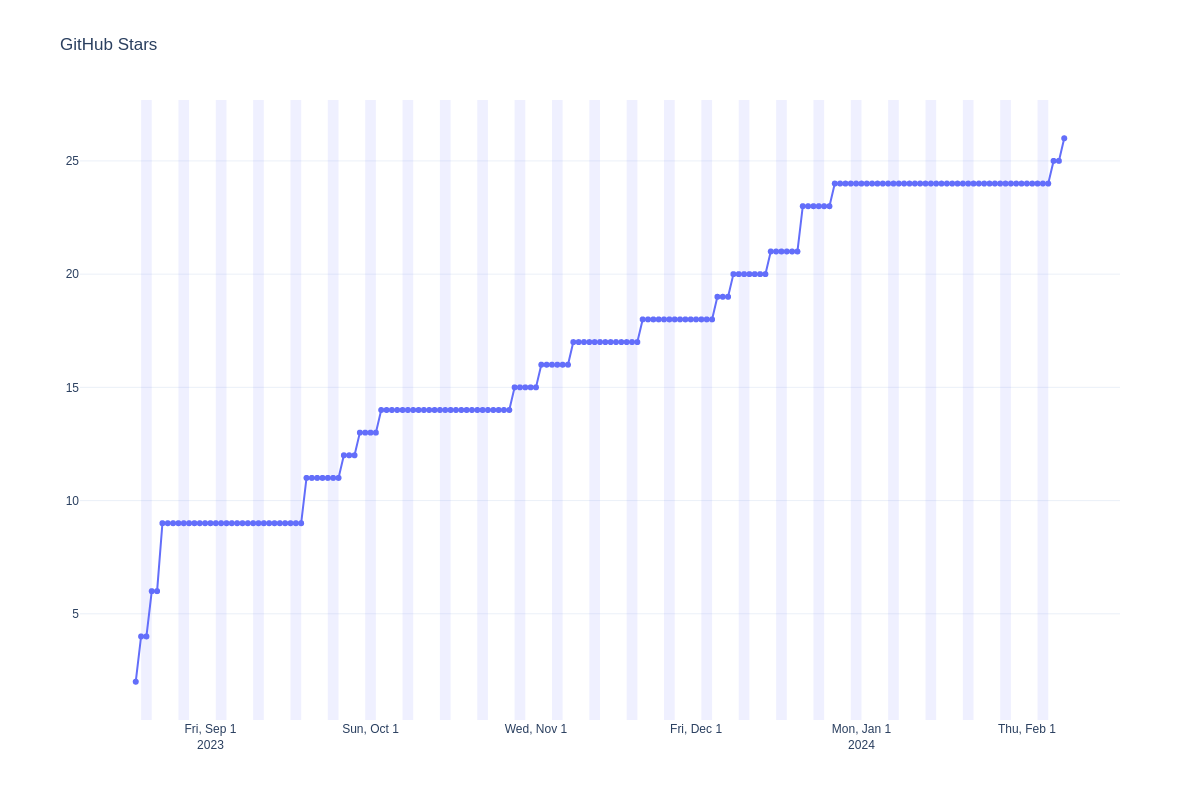 GitHub Stars
25
20
15
10
5
Fri, Sep 1
2023
Sun, Oct 1
Wed, Nov 1
Fri, Dec 1
Mon, Jan 1
2024
Thu, Feb 1